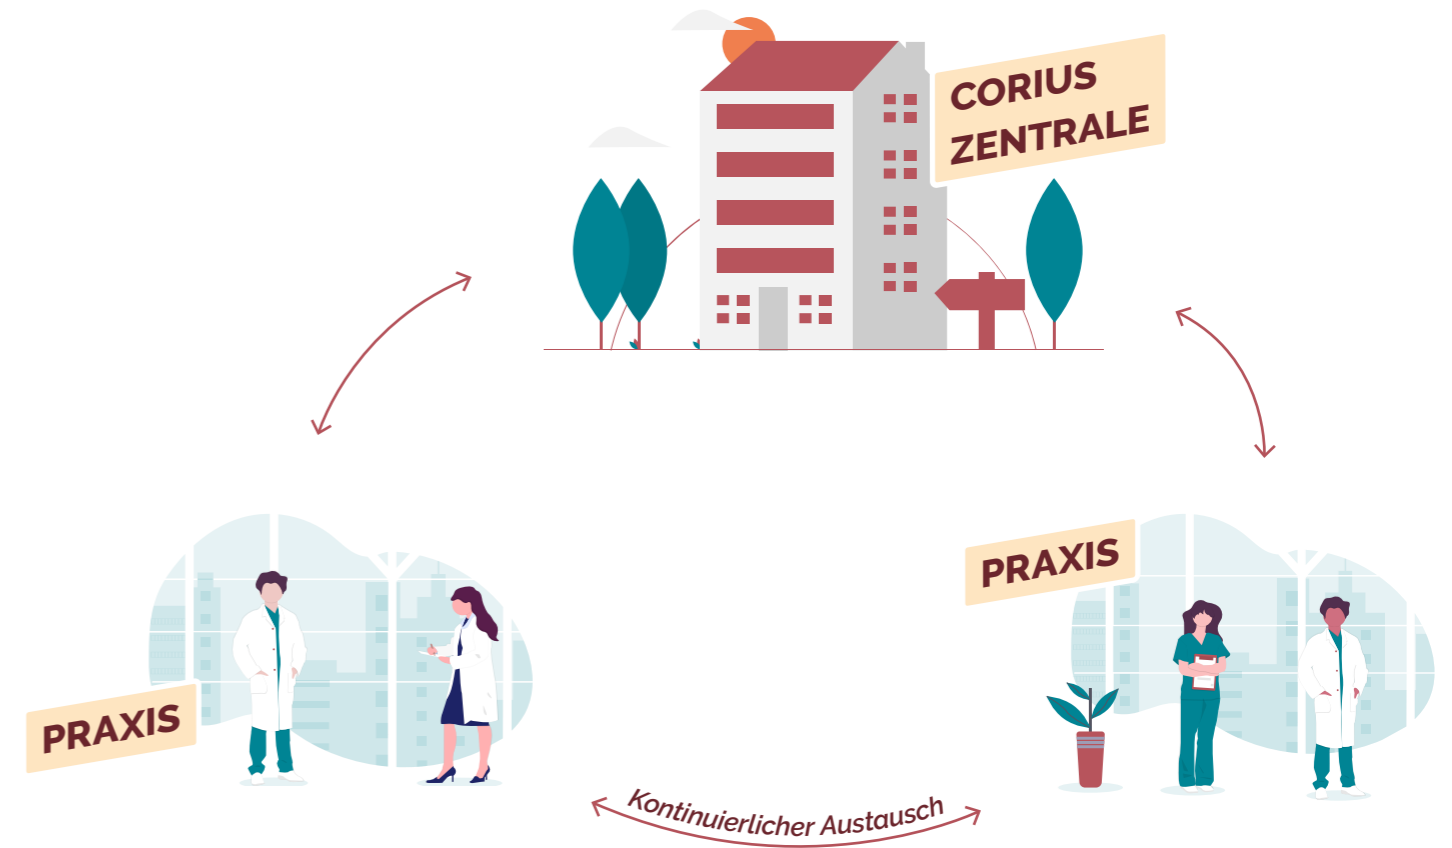 CORIUS
ZENTRALE
PRAXIS
PRAXIS
Kontinuierlicher Austausch